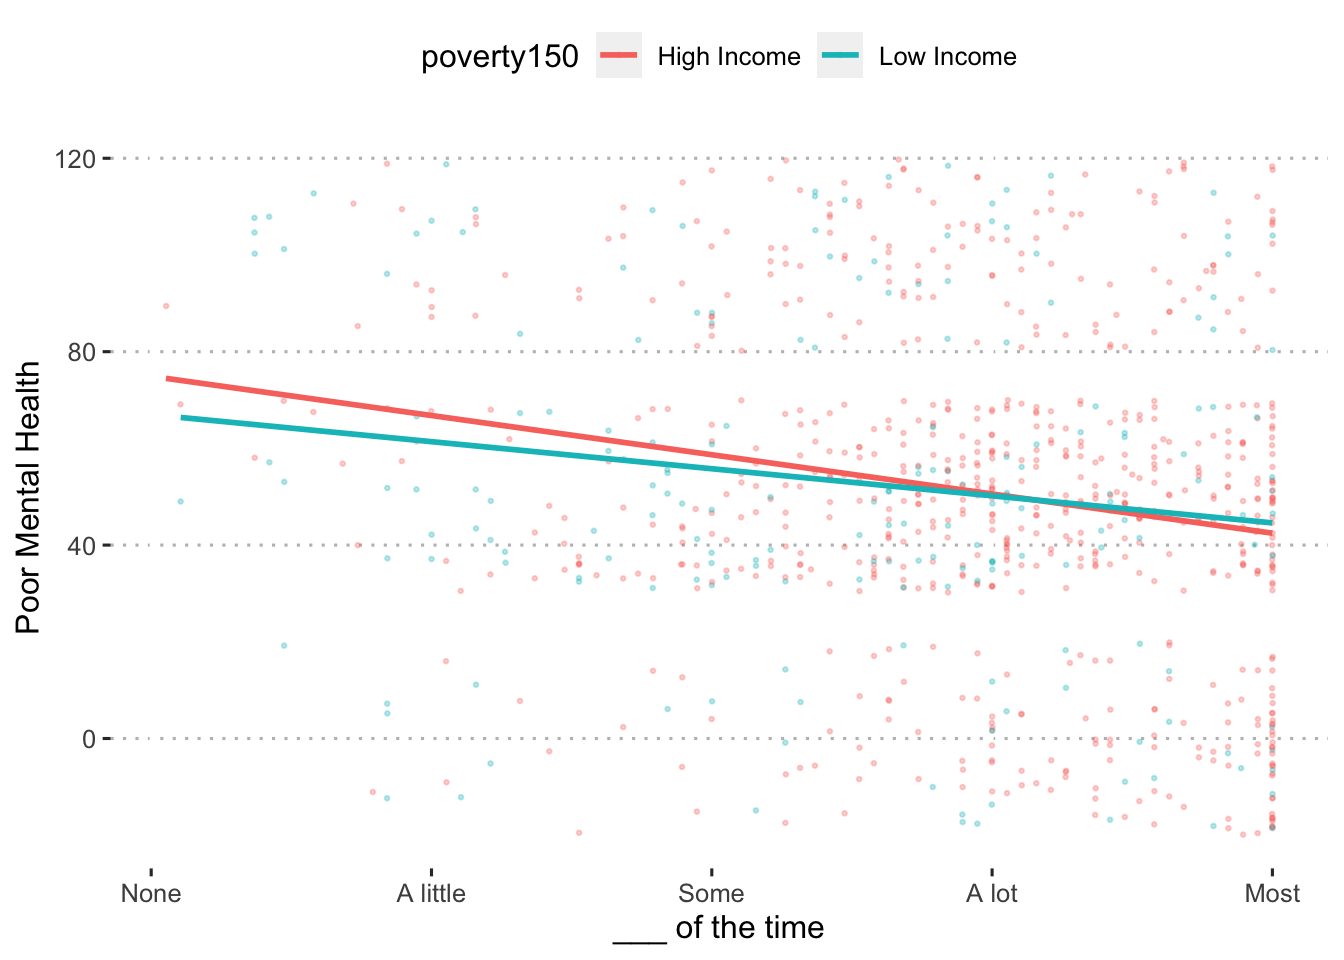 poverty150 High Income Low Income
120
80
40
0
Poor Mental Health
None A little Some A lot Most
___ of the time